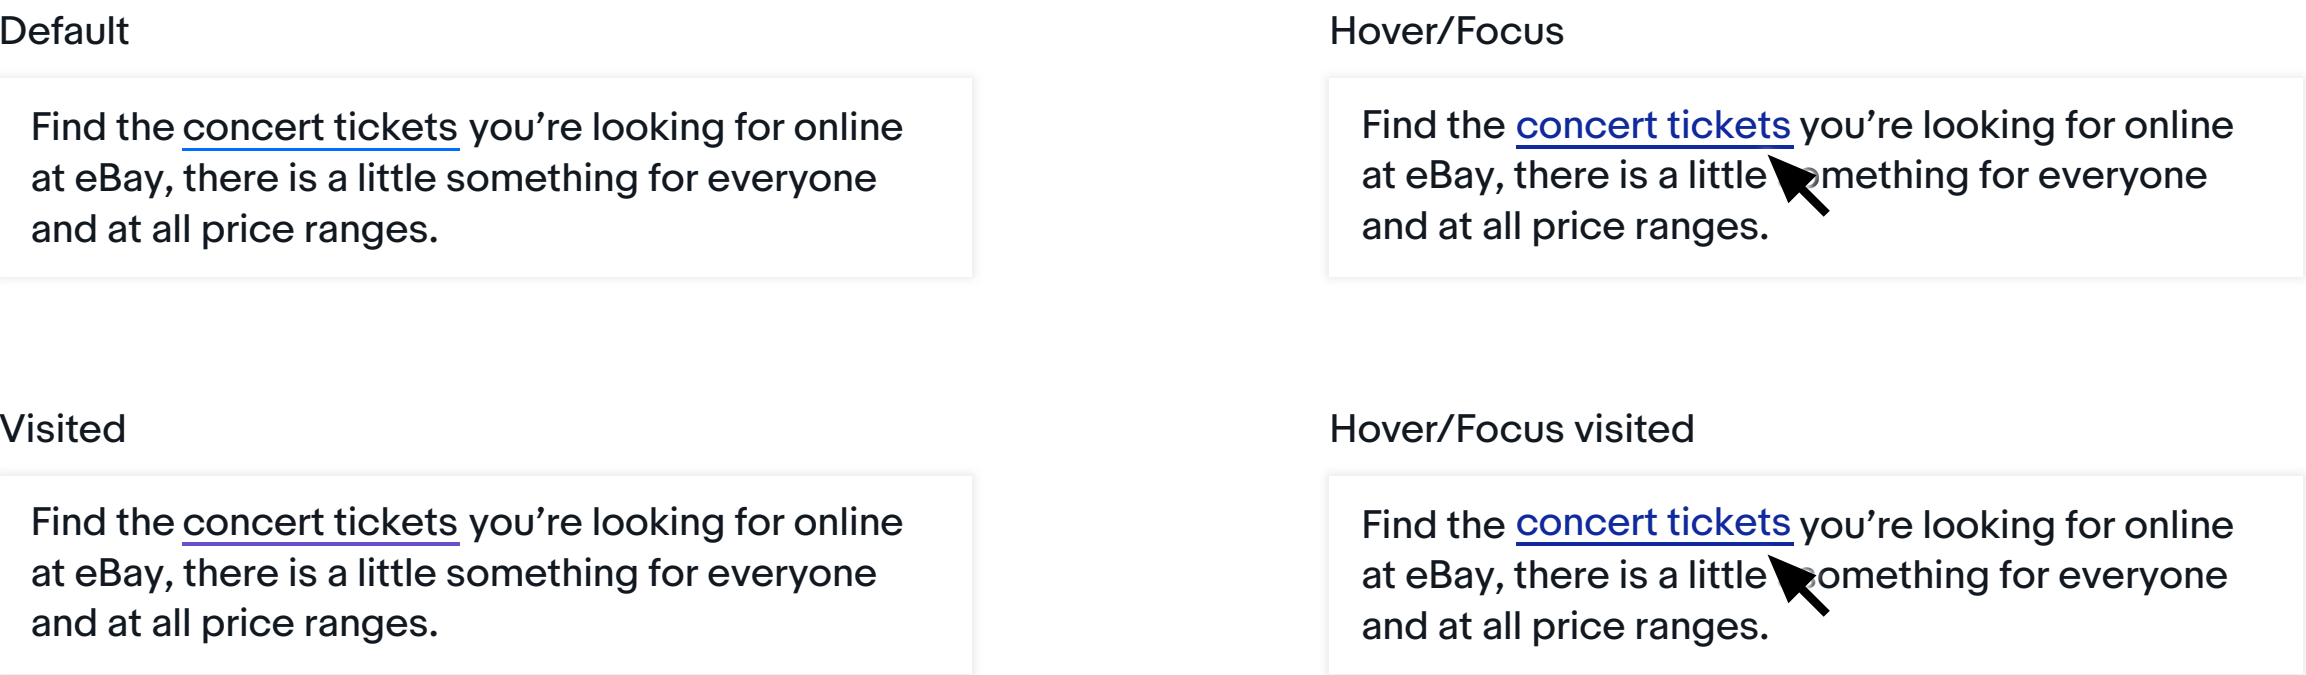 Default
Find the concert tickets you’re looking for online
at eBay, there is a little something for everyone
and at all price ranges.
Hover/Focus
Find the concert tickets you’re looking for online
at eBay, there is a little something for everyone
and at all price ranges.
Visited
Find the concert tickets you’re looking for online
at eBay, there is a little something for everyone
and at all price ranges.
Hover/Focus visited
Find the concert tickets you’re looking for online
at eBay, there is a little something for everyone
and at all price ranges.